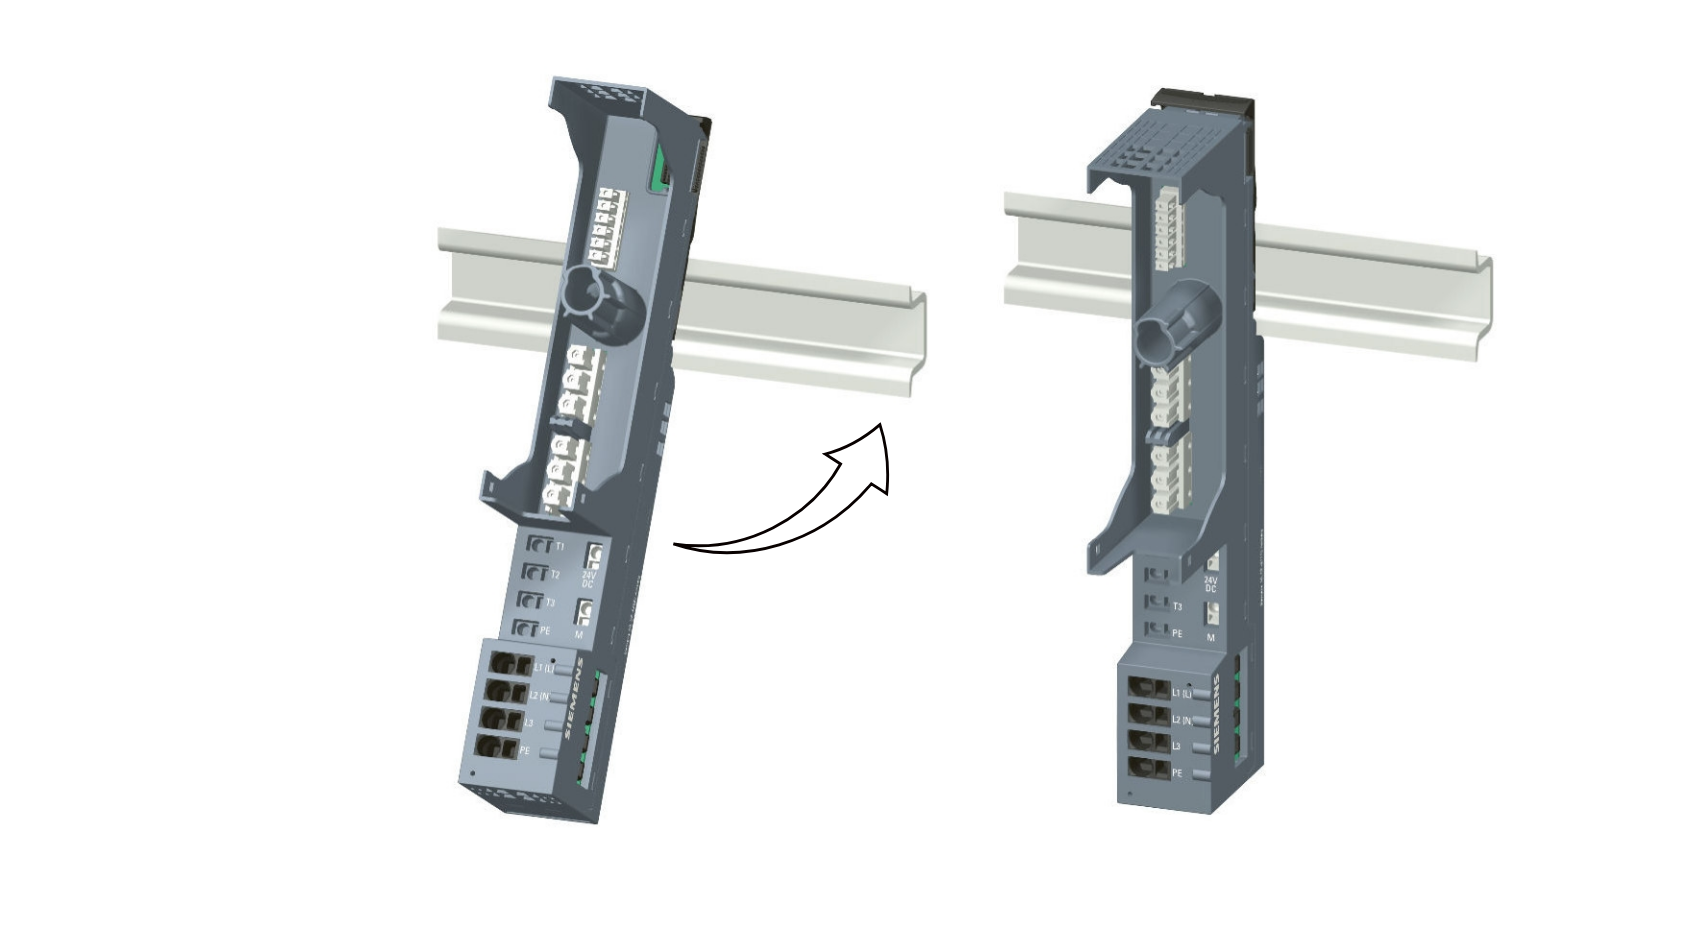 T1
T2
24V
DC
T3
PE
M
L1 (L)
L2 (N)
L3
PE
SIEMENS
24V
DC
T3
PE
M
L1 (L)
L2 (N)
L3
PE
SIEMENS